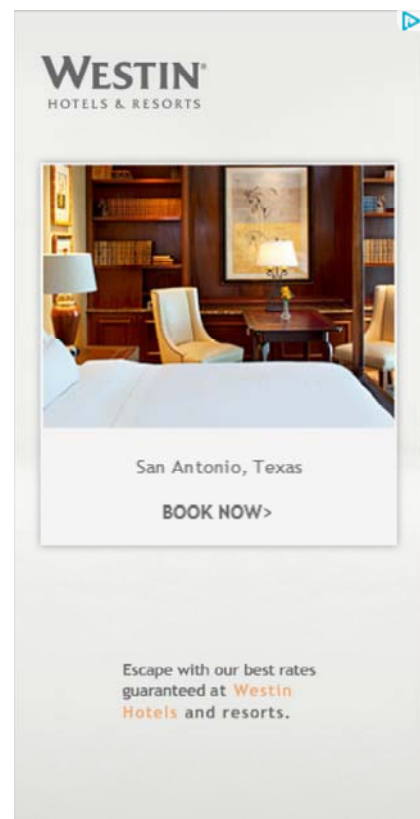 WESTIN®
HOTELS & RESORTS
San Antonio, Texas
BOOK NOW>
Escape with our best rates
guaranteed at Westin
Hotels and resorts.